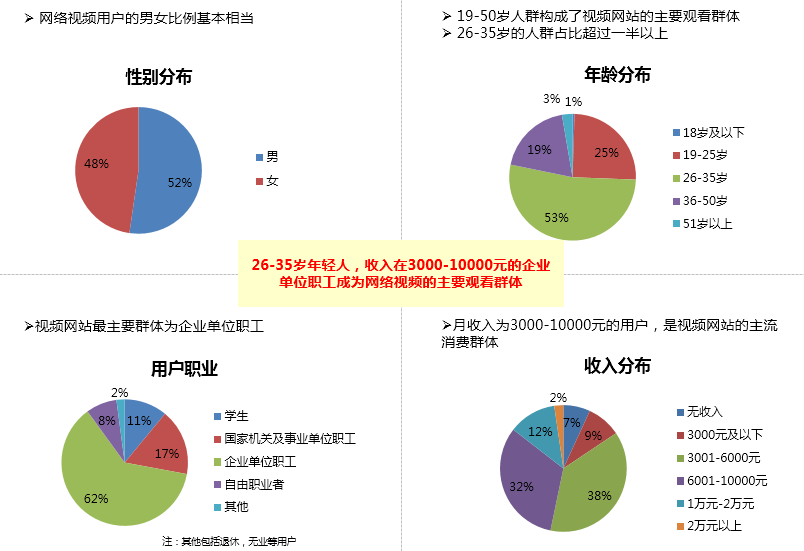 ➢ 网络视频用户的男女比例基本相当
性别分布
48%
52%
男
女
➢ 19-50岁人群构成了视频网站的主要观看群体
➢ 26-35岁的人群占比超过一半以上
年龄分布
3%
1%
19%
25%
53%
18岁及以下
19-25岁
26-35岁
36-50岁
51岁以上
26-35岁年轻人，收入在3000-10000元的企业
单位职工成为网络视频的主要观看群体
➢视频网站最主要群体为企业单位职工
用户职业
2%
8%
11%
17%
62%
学生
国家机关及事业单位职工
企业单位职工
自由职业者
其他
注：其他包括退休，无业等用户
➢月收入为3000-10000元的用户，是视频网站的主流
消费群体
收入分布
2%
7%
12%
9%
32%
38%
无收入
3000元及以下
3001-6000元
6001-10000元
1万元-2万元
2万元以上